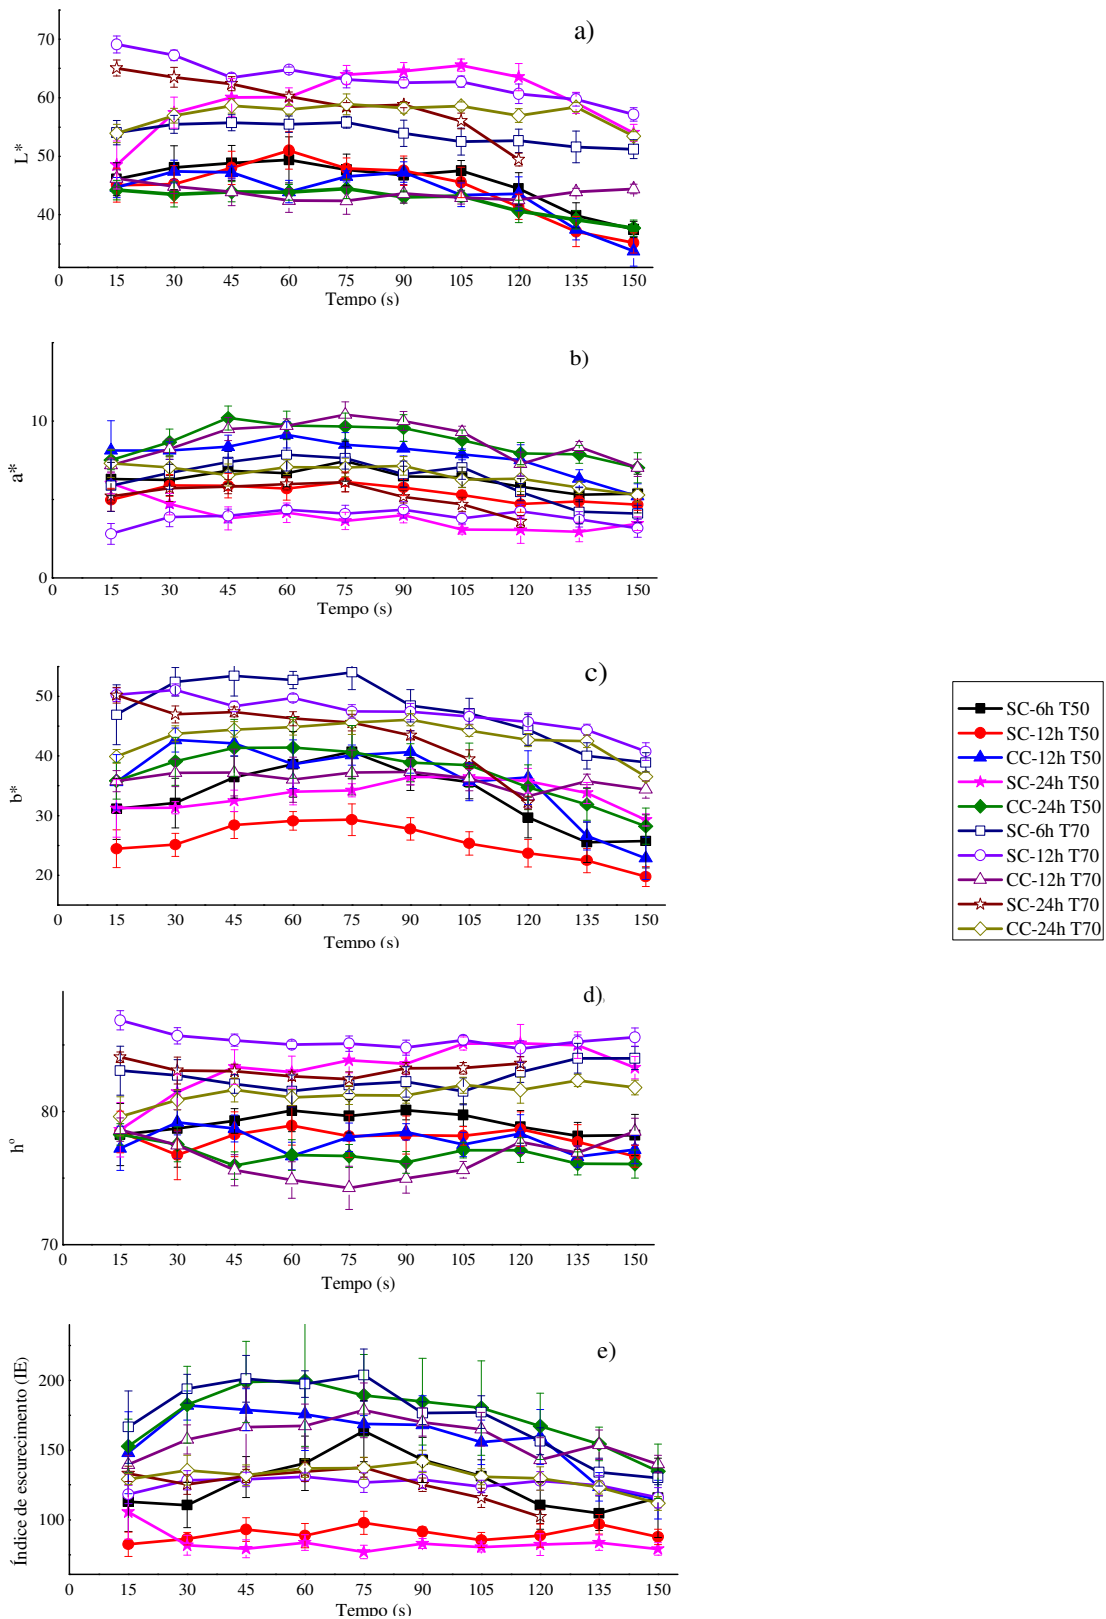 a)
70
60
50
40
L*
0 15 30 45 60 75 90 105 120 135 150
Tempo (s)
b)
10
0
a*
15 30 45 60 75 90 105 120 135 150
Tempo (s)
c)
50
40
30
20
b*
0 15 30 45 60 75 90 105 120 135 150
Tempo (s)
SC-6h T50
SC-12h T50
CC-12h T50
SC-24h T50
CC-24h T50
SC-6h T70
SC-12h T70
CC-12h T70
SC-24h T70
CC-24h T70
d)
80
70
hº
0 15 30 45 60 75 90 105 120 135 150
Tempo (s)
e)
200
150
100
Índice de escurecimento (IE)
0 15 30 45 60 75 90 105 120 135 150
Tempo (s)